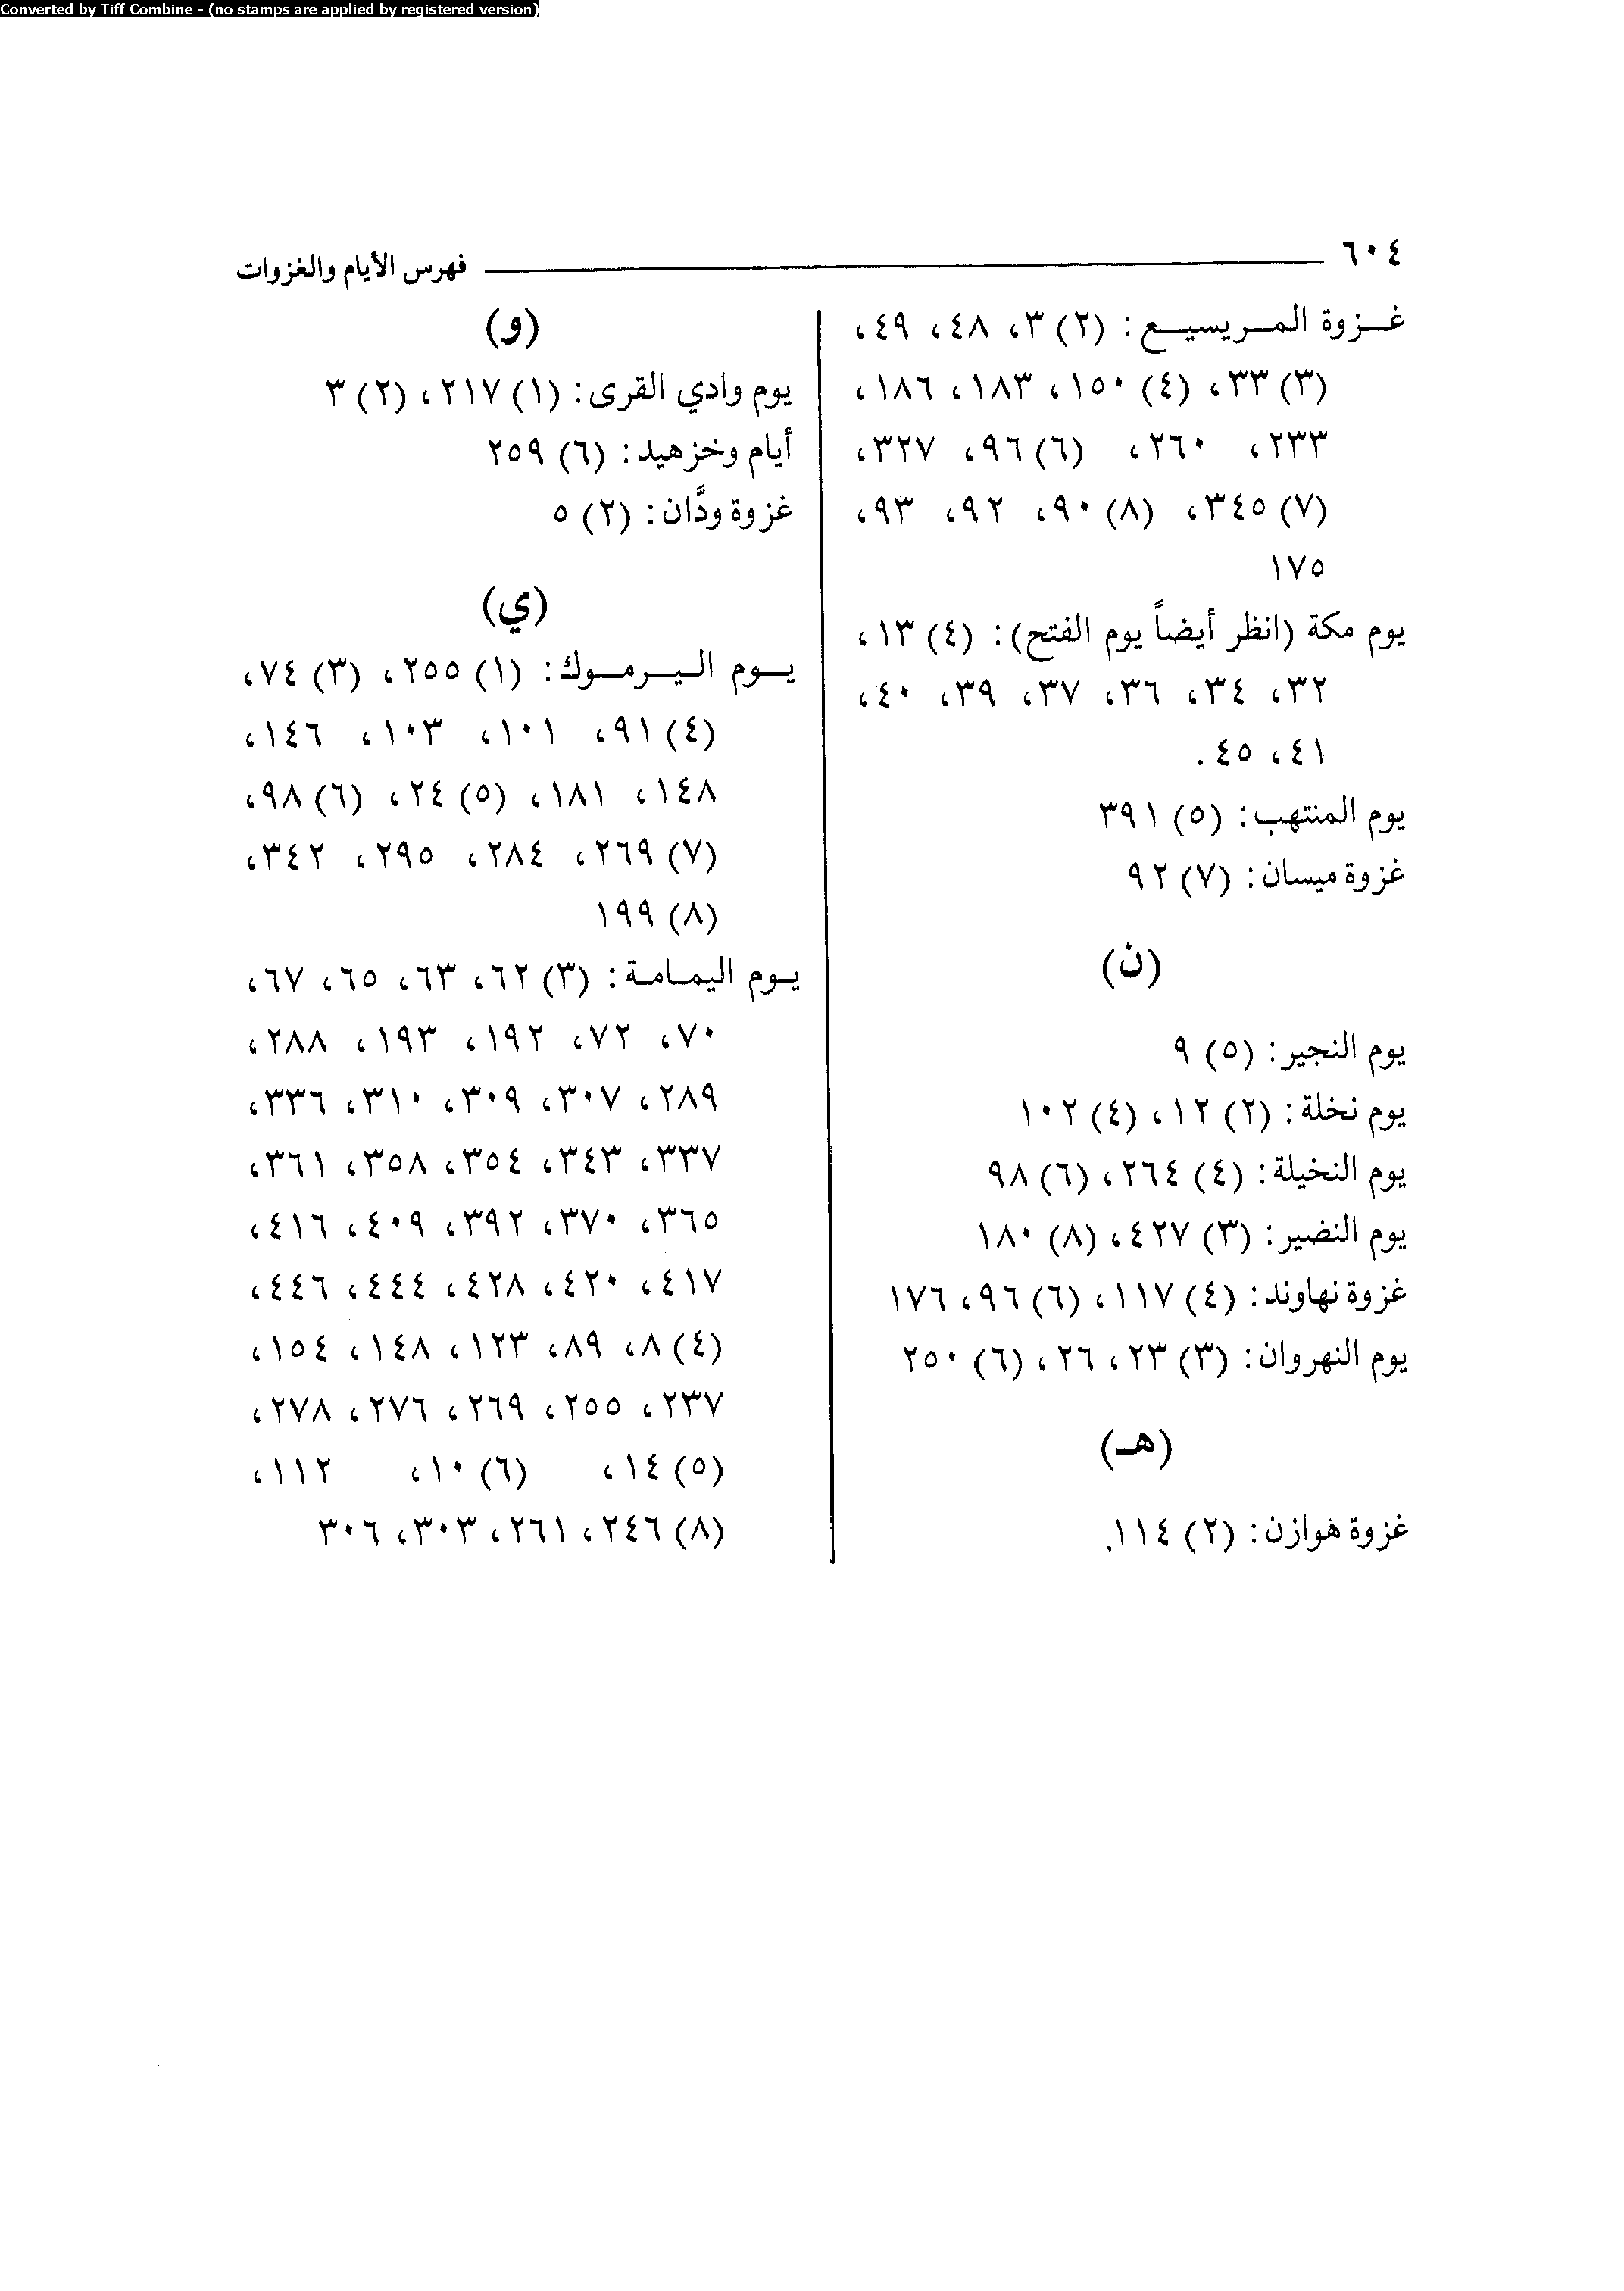 Converted by Tiff Combine - (no stamps are applied by registered version)
٦٠٤
فهرس الأيام والغزوات
غزوة المريسيع: (٢) ٣، ٤٨، ٤٩،
(٣) ٣٣، (٤) ١٥٠، ١٨٣، ١٨٦،
٢٣٣، ٢٦٠، (٦) ٩٦، ٣٢٧،
(٧) ٣٤٥، (٨) ٩٠، ٩٢، ٩٣،
١٧٥
يوم مكة (انظر أيضاً يوم الفتح): (٤) ١٣،
٣٢، ٣٤، ٣٦، ٣٧، ٣٩، ٤٠،
٤١، ٤٥.
يوم المنتهب: (٥) ٣٩١
غزوة ميسان: (٧) ٩٢
(ن)
يوم النجير: (٥) ٩
يوم نخلة: (٢) ١٢، (٤) ١٠٢
يوم النخيلة: (٤) ٢٦٤، (٦) ٩٨
يوم النضير: (٣) ٤٢٧، (٨) ١٨٠
غزوة نهاوند: (٤) ١١٧، (٦) ٩٦، ١٧٦
يوم النهروان: (٣) ٢٣، ٢٦، (٦) ٢٥٠
(هـ)
غزوة هوازن: (٢) ١١٤.
(و)
يوم وادي القرى: (١) ٢١٧، (٢) ٣
أيام وخزهيد: (٦) ٢٥٩
غزوة ودَّان: (٢) ٥
(ي)
يوم اليرموك: (١) ٢٥٥، (٣) ٧٤،
(٤) ٩١، ١٠١، ١٠٣، ١٤٦،
١٤٨، ١٨١، (٥) ٢٤، (٦) ٩٨،
(٧) ٢٦٩، ٢٨٤، ٢٩٥، ٣٤٢،
(٨) ١٩٩
يوم اليمامة: (٣) ٦٢، ٦٣، ٦٥، ٦٧،
٧٠، ٧٢، ١٩٢، ١٩٣، ٢٨٨،
٢٨٩، ٣٠٧، ٣٠٩، ٣١٠، ٣٣٦،
٣٣٧، ٣٤٣، ٣٥٤، ٣٥٨، ٣٦١،
٣٦٥، ٣٧٠، ٣٩٢، ٤٠٩، ٤١٦،
٤١٧، ٤٢٠، ٤٢٨، ٤٤٤، ٤٤٦،
(٤) ٨، ٨٩، ١٢٣، ١٤٨، ١٥٤،
٢٣٧، ٢٥٥، ٢٦٩، ٢٧٦، ٢٧٨،
(٥) ١٤، (٦) ١٠، ١١٢،
(٨) ٢٤٦، ٢٦١، ٣٠٣، ٣٠٦